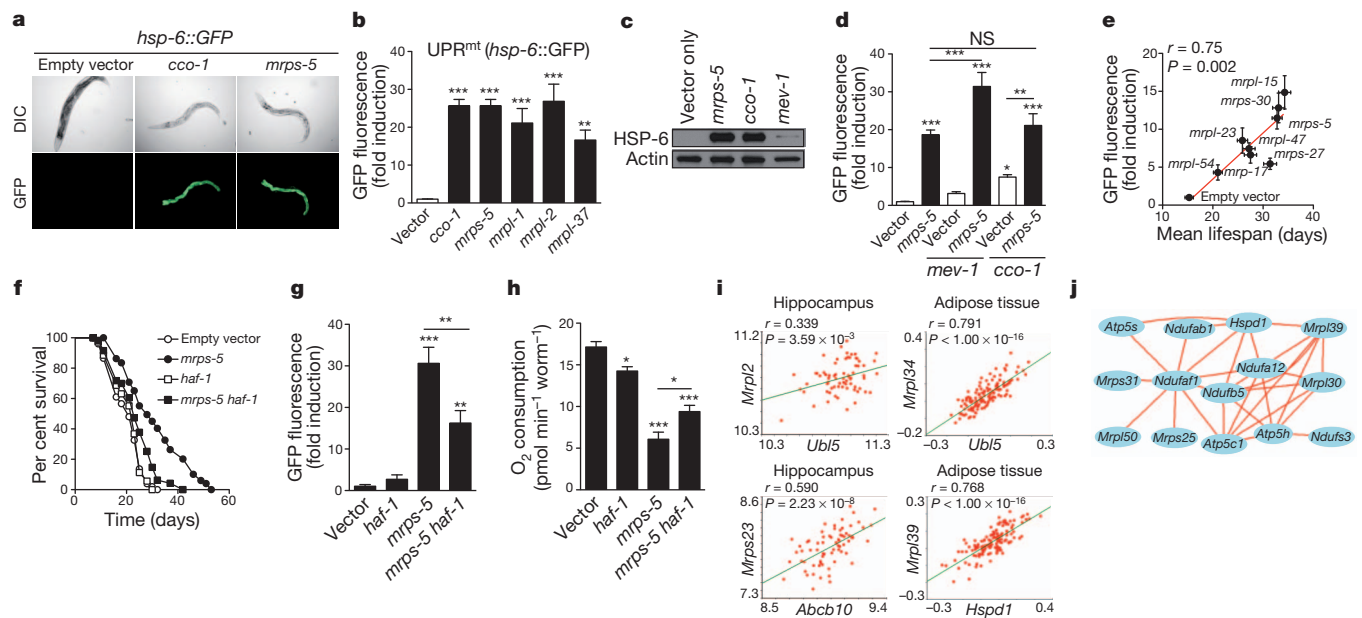 a
hsp-6::GFP
Empty vector cco-1 mrps-5
DIC
GFP
b
UPRmt (hsp-6::GFP)
GFP fluorescence
(fold induction)
40
30
20
10
0
***
***
***
***
**
Vector
cco-1
mrps-5
mrpl-1
mrpl-2
mrpl-37
c
Vector only
mrps-5
cco-1
mev-1
HSP-6
Actin
d
GFP fluorescence
(fold induction)
40
30
20
10
0
NS
***
***
***
**
***
*
Vector
mrps-5
Vector
mrps-5
Vector
mrps-5
mev-1 cco-1
e
r = 0.75
P = 0.002
GFP fluorescence
(fold induction)
20
15
10
5
0
mrpl-15
mrps-30
mrps-5
mrpl-23
mrpl-47
mrps-27
mrpl-54
mrp-17
Empty vector
10 20 30 40
Mean lifespan (days)
f
Per cent survival
100
80
60
40
20
0
Empty vector
mrps-5
haf-1
mrps-5 haf-1
0 20 40 60
Time (days)
g
GFP fluorescence
(fold induction)
40
30
20
10
0
**
***
**
Vector
haf-1
mrps-5
mrps-5 haf-1
h
O2 consumption
(pmol min−1 worm−1)
20
15
10
5
0
*
*
***
***
Vector
haf-1
mrps-5
mrps-5 haf-1
i
Hippocampus
r = 0.339
P = 3.59 × 10−3
11.2
Mrpl2
10.3
10.3 Ubl5 11.3
Adipose tissue
r = 0.791
P < 1.00 × 10−16
0.4
Mrpl34
−0.2
−0.3 Ubl5 0.3
Hippocampus
r = 0.590
P = 2.23 × 10−8
8.6
Mrps23
7.3
8.5 Abcb10 9.4
Adipose tissue
r = 0.768
P < 1.00 × 10−16
0.3
Mrpl39
−0.3
−0.3 Hspd1 0.4
j
Atp5s
Ndufab1
Hspd1
Mrpl39
Ndufa12
Mrps31
Ndufaf1
Ndufb5
Mrpl30
Mrpl50
Mrps25
Atp5c1
Atp5h
Ndufs3